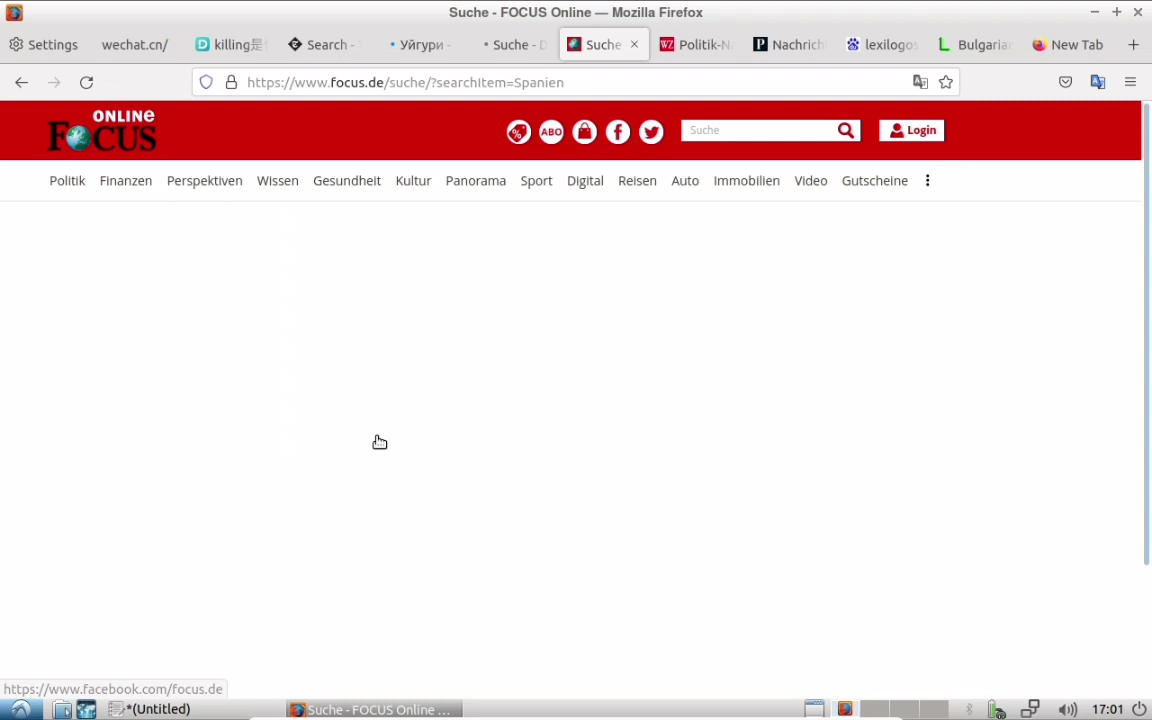 Suche - FOCUS Online — Mozilla Firefox
Settings
wechat.cn/
killing是
Search -
Уйгури -
Suche - D
Suche
Politik-Na
Nachrich
lexilogos
Bulgarian
New Tab
https://www.focus.de/suche/?searchItem=Spanien
ONLINE
FOCUS
%
ABO
Suche
Login
Politik Finanzen Perspektiven Wissen Gesundheit Kultur Panorama Sport Digital Reisen Auto Immobilien Video Gutscheine
https://www.facebook.com/focus.de
*(Untitled)
Suche - FOCUS Online ...
17:01